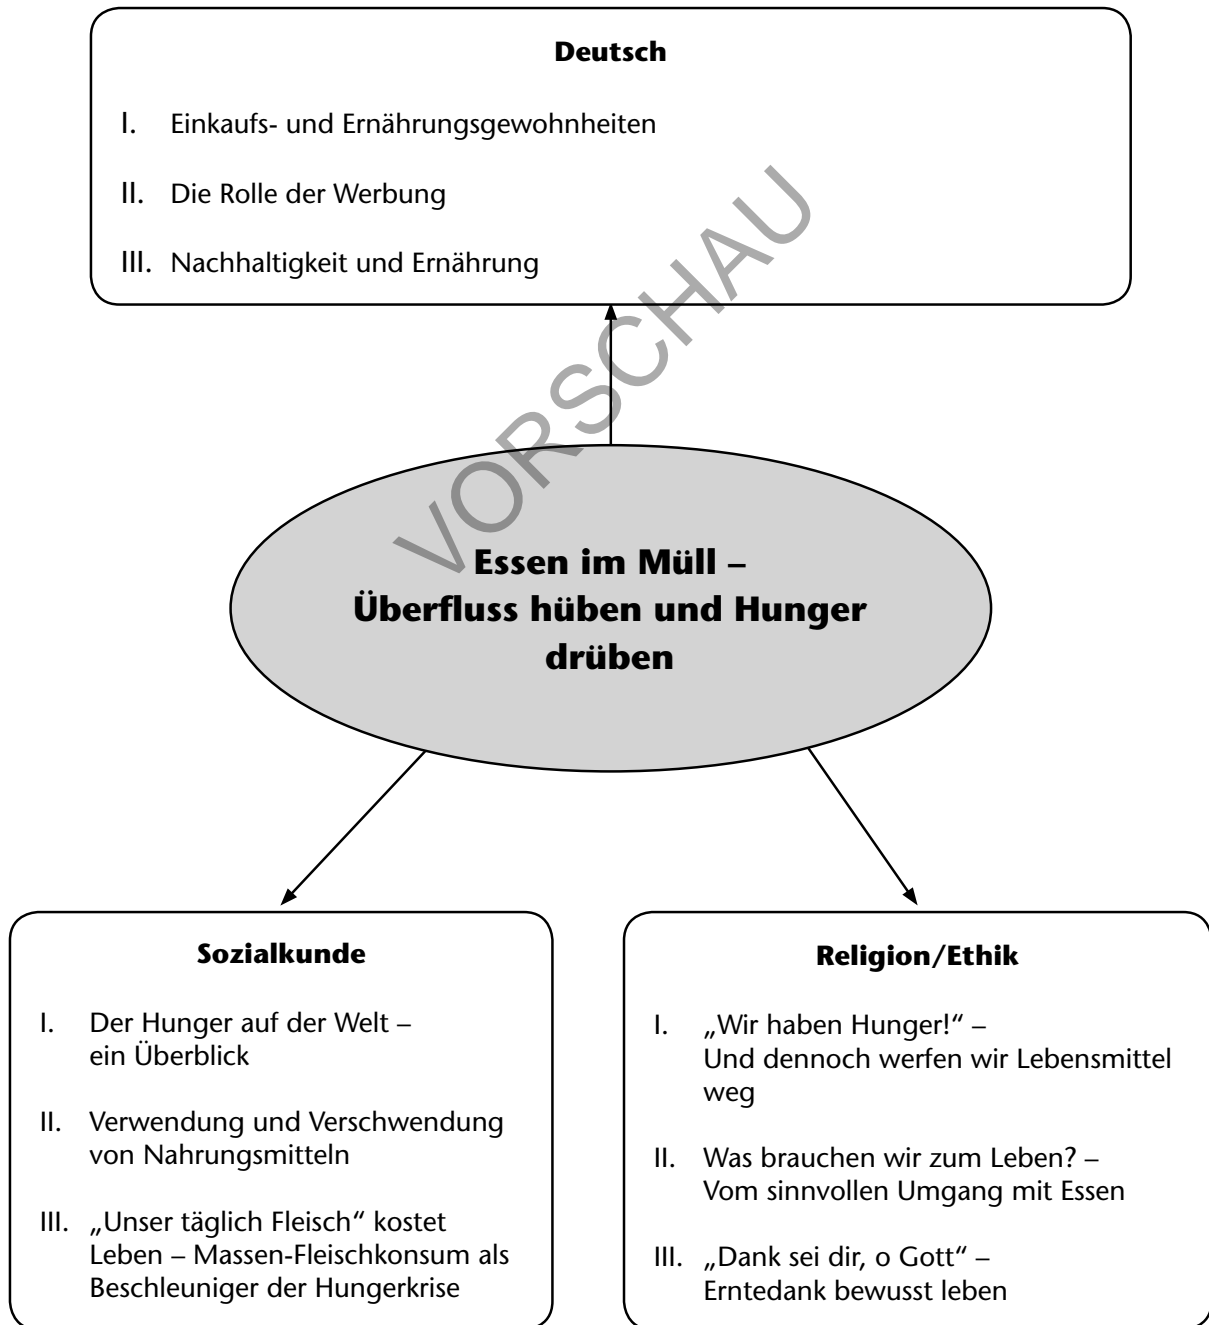 Deutsch
I. Einkaufs- und Ernährungsgewohnheiten
II. Die Rolle der Werbung
III. Nachhaltigkeit und Ernährung
VORSCHAU
Essen im Müll –
Überfluss hüben und Hunger
drüben
Sozialkunde
I. Der Hunger auf der Welt –
ein Überblick
II. Verwendung und Verschwendung
von Nahrungsmitteln
III. „Unser täglich Fleisch“ kostet
Leben – Massen-Fleischkonsum als
Beschleuniger der Hungerkrise
Religion/Ethik
I. „Wir haben Hunger!“ –
Und dennoch werfen wir Lebensmittel
weg
II. Was brauchen wir zum Leben? –
Vom sinnvollen Umgang mit Essen
III. „Dank sei dir, o Gott“ –
Erntedank bewusst leben